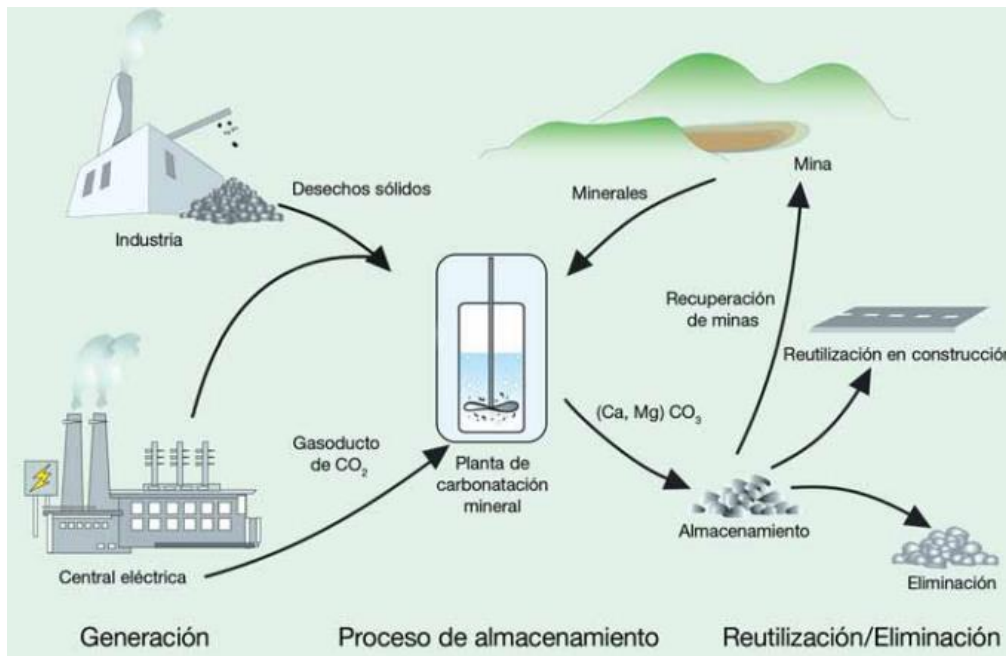 Desechos sólidos
Industria
Minerales
Mina
Recuperación
de minas
Reutilización en construcción
Gasoducto
de CO₂
Planta de
carbonatación
mineral
(Ca, Mg) CO₃
Almacenamiento
Central eléctrica
Eliminación
Generación
Proceso de almacenamiento
Reutilización/Eliminación